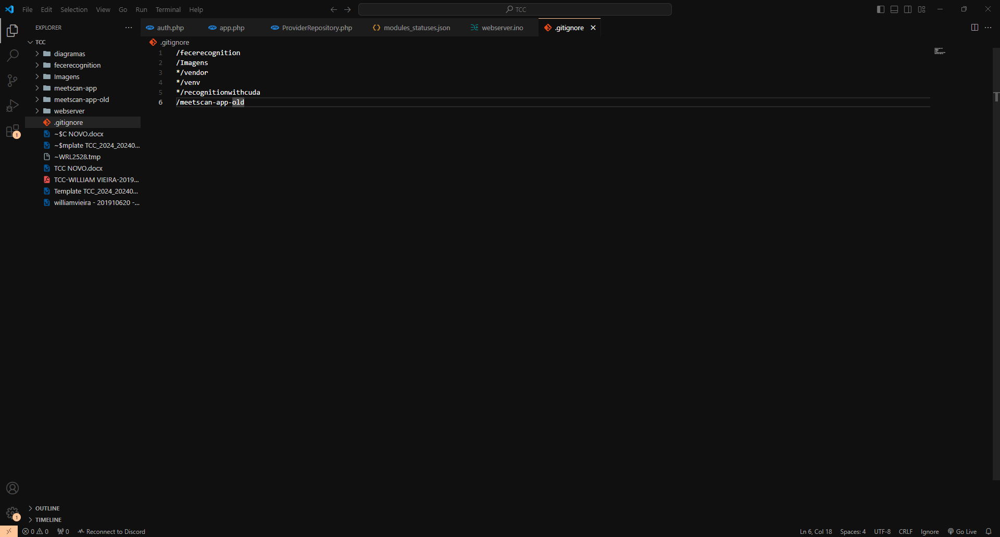 File Edit Selection View Go Run Terminal Help
TCC
EXPLORER
auth.php
app.php
ProviderRepository.php
modules_statuses.json
webserver.ino
.gitignore
TCC
diagramas
fecerecognition
Imagens
meetscan-app
meetscan-app-old
webserver
.gitignore
~$C NOVO.docx
~$mplate TCC_2024_20240...
~WRL2528.tmp
TCC NOVO.docx
TCC-WILLIAM VIEIRA-2019...
Template TCC_2024_20240...
williamvieira - 201910620 -...
.gitignore
1 /fecerecognition
2 /Imagens
3 */vendor
4 */venv
5 */recognitionwithcuda
6 /meetscan-app-old
1
1
OUTLINE
TIMELINE
0 0 0 Reconnect to Discord
Ln 6, Col 18 Spaces: 4 UTF-8 CRLF Ignore Go Live